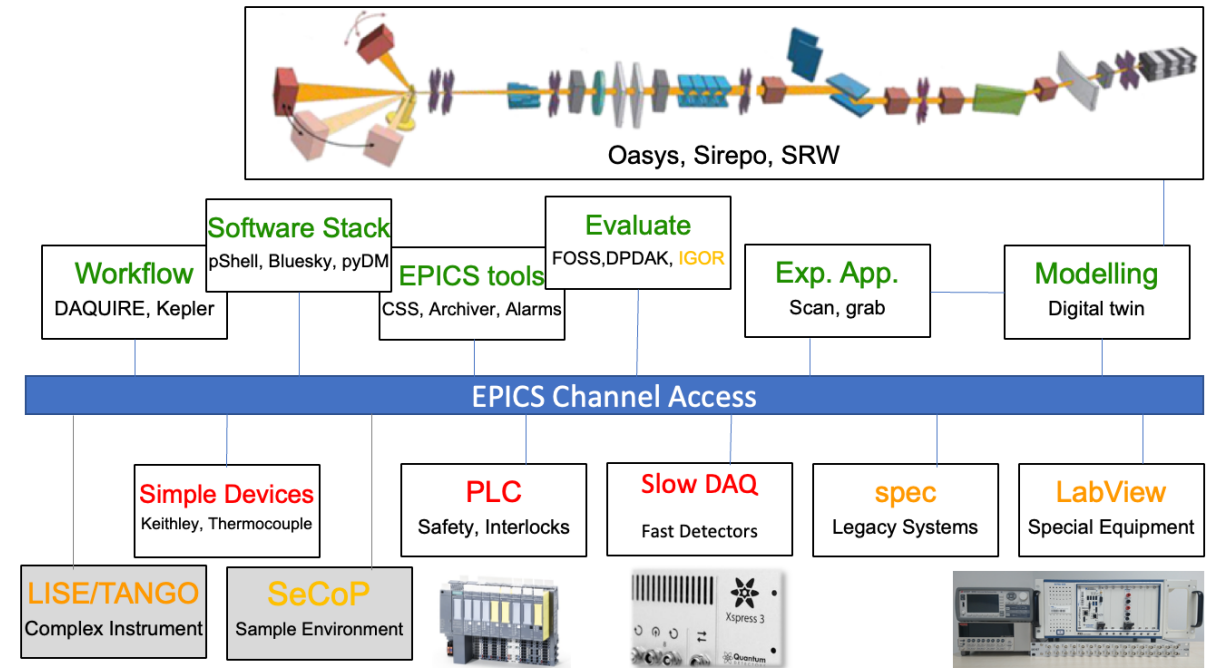 Oasys, Sirepo, SRW
Software Stack
pShell, Bluesky, pyDM
Evaluate
FOSS,DPDAK, IGOR
Workflow
DAQUIRE, Kepler
EPICS tools
CSS, Archiver, Alarms
Exp. App.
Scan, grab
Modelling
Digital twin
EPICS Channel Access
Simple Devices
Keithley, Thermocouple
PLC
Safety, Interlocks
Slow DAQ
Fast Detectors
spec
Legacy Systems
LabView
Special Equipment
LISE/TANGO
Complex Instrument
SeCoP
Sample Environment
Xspress 3
Quantum